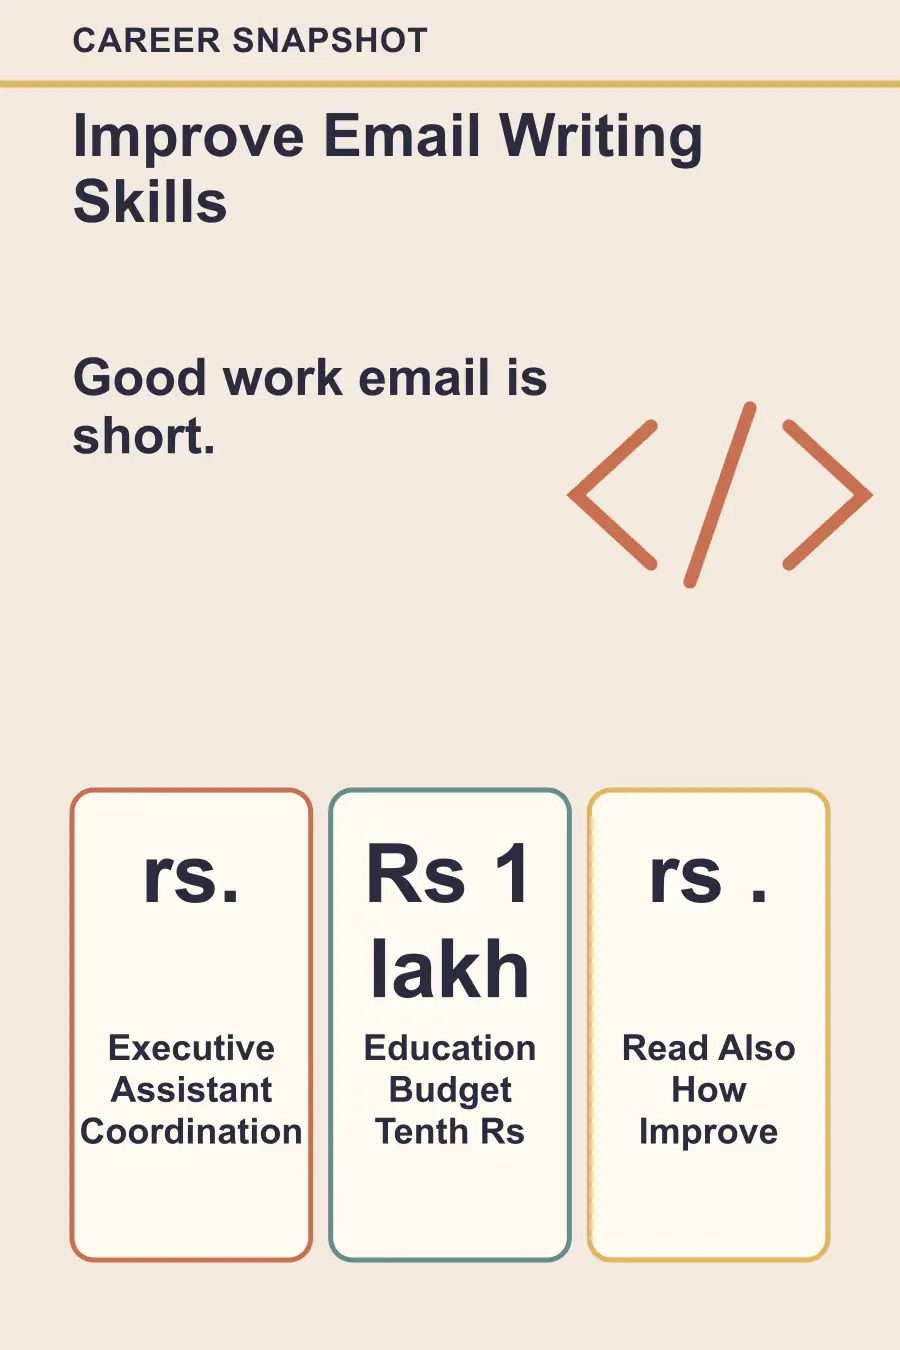 CAREER SNAPSHOT
Improve Email Writing
Skills
Good work email is
short.
rs.
Executive
Assistant
Coordination
Rs 1
lakh
Education
Budget
Tenth Rs
rs .
Read Also
How
Improve